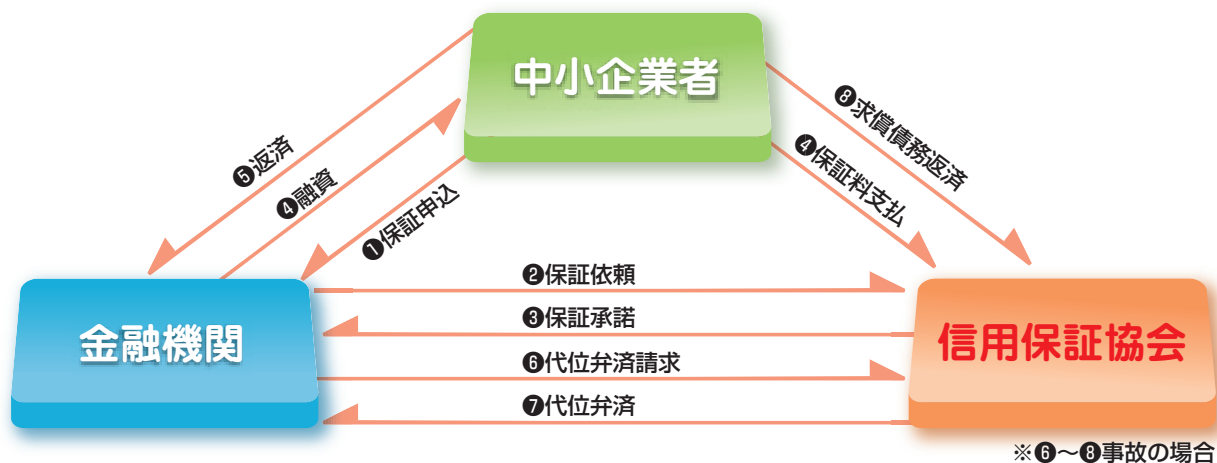 中小企業者
❽求償債務返済
❹保証料支払
❺返済
❹融資
❶保証申込
❷保証依頼
❸保証承諾
❻代位弁済請求
❼代位弁済
金融機関
信用保証協会
※❻～❽事故の場合